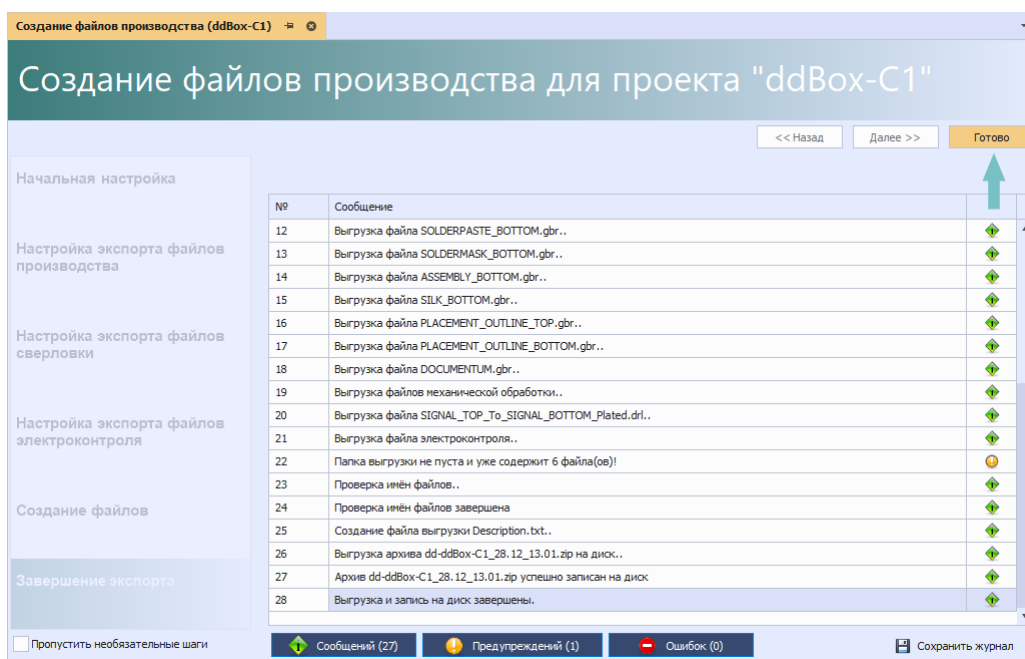 Создание файлов производства (ddBox-C1)
Создание файлов производства для проекта "ddBox-C1"
<< Назад Далее >> Готово
Начальная настройка
Настройка экспорта файлов
производства
Настройка экспорта файлов
сверловки
Настройка экспорта файлов
электроконтроля
Создание файлов
Завершение экспорта
№ Сообщение
12 Выгрузка файла SOLDERPASTE_BOTTOM.gbr..
13 Выгрузка файла SOLDERMASK_BOTTOM.gbr..
14 Выгрузка файла ASSEMBLY_BOTTOM.gbr..
15 Выгрузка файла SILK_BOTTOM.gbr..
16 Выгрузка файла PLACEMENT_OUTLINE_TOP.gbr..
17 Выгрузка файла PLACEMENT_OUTLINE_BOTTOM.gbr..
18 Выгрузка файла DOCUMENTUM.gbr..
19 Выгрузка файлов механической обработки..
20 Выгрузка файла SIGNAL_TOP_To_SIGNAL_BOTTOM_Plated.drl..
21 Выгрузка файла электроконтроля..
22 Папка выгрузки не пуста и уже содержит 6 файла(ов)!
23 Проверка имён файлов..
24 Проверка имён файлов завершена
25 Создание файла выгрузки Description.txt..
26 Выгрузка архива dd-ddBox-C1_28.12_13.01.zip на диск..
27 Архив dd-ddBox-C1_28.12_13.01.zip успешно записан на диск
28 Выгрузка и запись на диск завершены.
Пропустить необязательные шаги
Сообщений (27) Предупреждений (1) Ошибок (0) Сохранить журнал